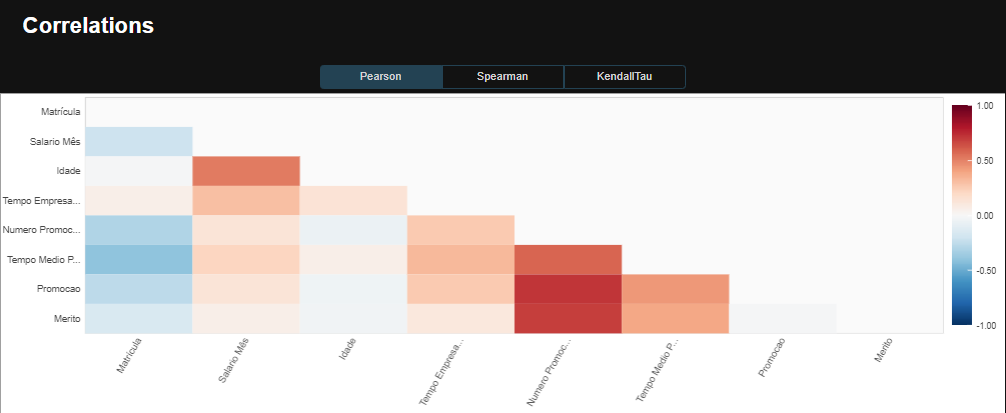 Correlations
Pearson Spearman KendallTau
Matrícula
Salario Mês
Idade
Tempo Empresa...
Numero Promoc...
Tempo Medio P...
Promocao
Merito
1.00
0.50
0.00
-0.50
-1.00
Matrícula
Salario Mês
Idade
Tempo Empresa...
Numero Promoc...
Tempo Medio P...
Promocao
Merito